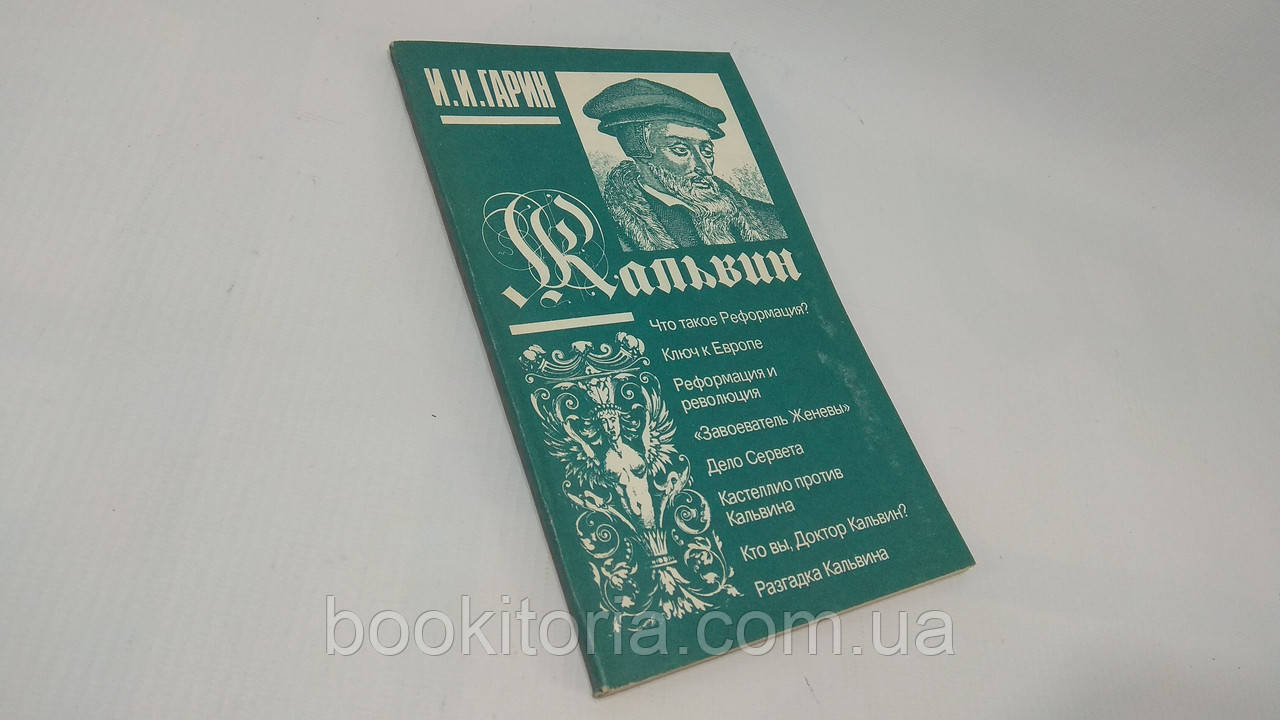 И.И.ГАРИН
Кальвин
Что такое Реформация?
Ключ к Европе
Реформация и
революция
«Завоеватель Женевы»
Дело Сервета
Кастеллио против
Кальвина
Кто вы, Доктор Кальвин?
Разгадка Кальвина
bookitoria.com.ua